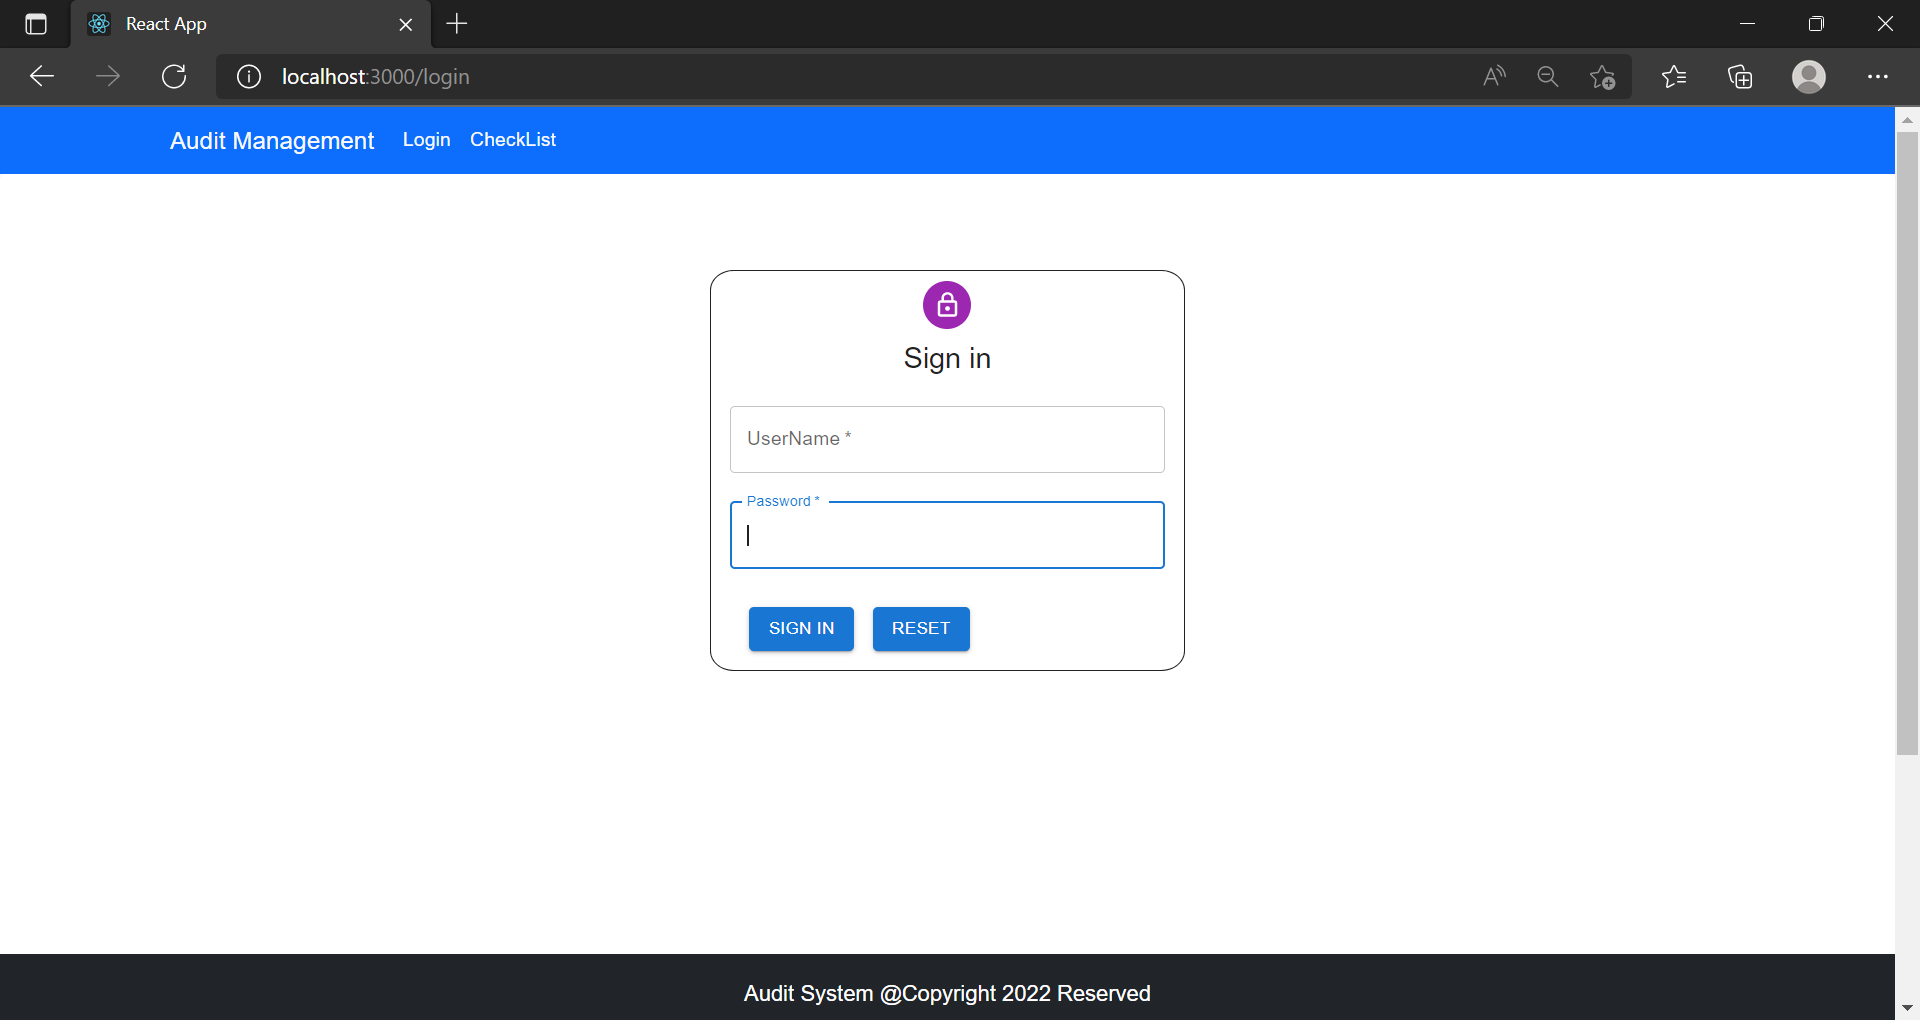 React App
localhost:3000/login
Audit Management Login CheckList
Sign in
UserName *
Password *
SIGN IN RESET
Audit System @Copyright 2022 Reserved